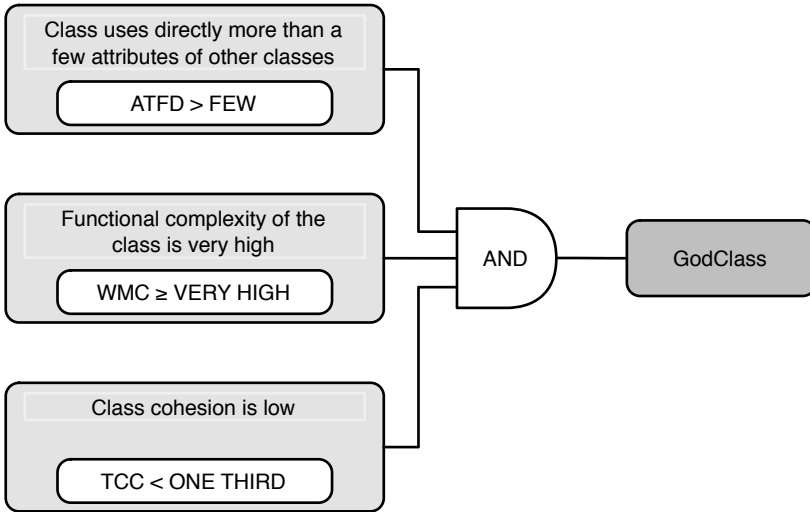 Class uses directly more than a
few attributes of other classes
ATFD > FEW
Functional complexity of the
class is very high
WMC ≥ VERY HIGH
AND
GodClass
Class cohesion is low
TCC < ONE THIRD